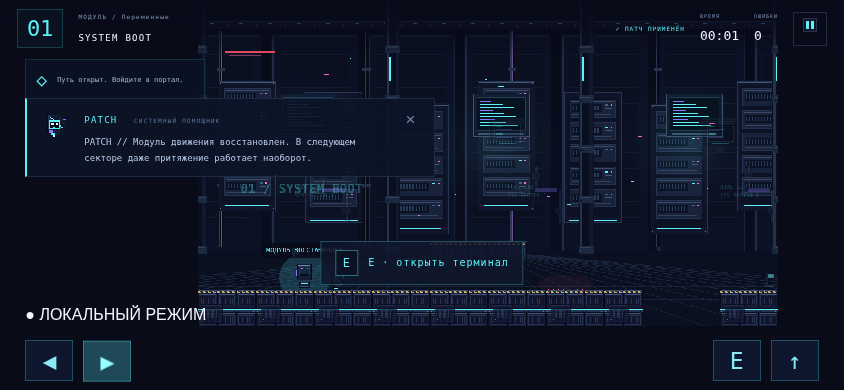 01
МОДУЛЬ / Переменные
SYSTEM BOOT
✓ ПАТЧ ПРИМЕНЁН
ВРЕМЯ
00:01
ОШИБКИ
0
Путь открыт. Войдите в портал.
PATCH
СИСТЕМНЫЙ ПОМОЩНИК
×
PATCH // Модуль движения восстановлен. В следующем
секторе даже притяжение работает наоборот.
01 / SYSTEM BOOT
E
E · открыть терминал
● ЛОКАЛЬНЫЙ РЕЖИМ
◀
▶
E
↑